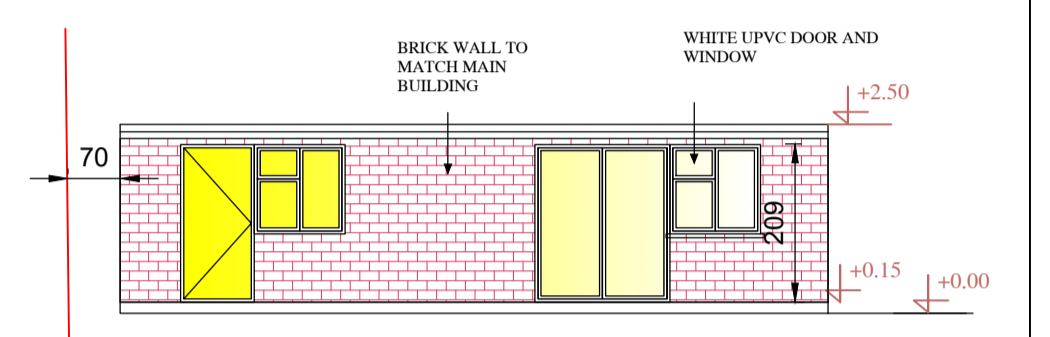 BRICK WALL TO
MATCH MAIN
BUILDING
WHITE UPVC DOOR AND
WINDOW
+2.50
70
209
+0.15
+0.00